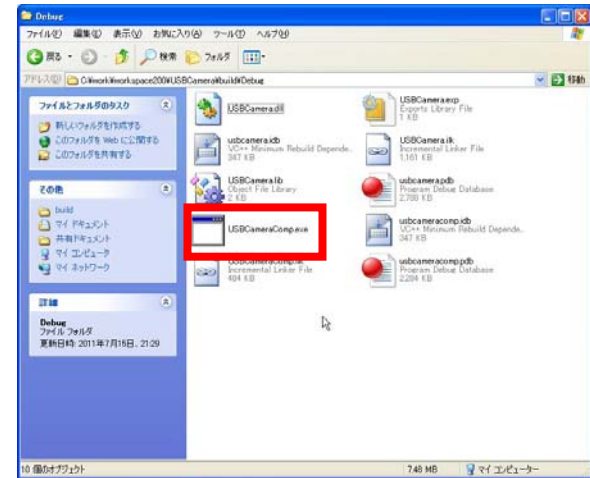 Debug
ファイル(F) 編集(E) 表示(V) お気に入り(A) ツール(T) ヘルプ(H)
戻る 検索 フォルダ
アドレス(D) C:¥work¥workspace200¥USBCamera¥build¥Debug 移動
ファイルとフォルダのタスク
新しいフォルダを作成する
このフォルダを Web に公開する
このフォルダを共有する
その他
build
マイ ドキュメント
共有ドキュメント
マイ コンピュータ
マイ ネットワーク
詳細
Debug
ファイル フォルダ
更新日時: 2011年7月16日、21:29
USBCamera.dll
USBCamera.exp
Exports Library File
1 KB
usbcamera.idb
VC++ Minimum Rebuild Depende...
347 KB
USBCamera.ilk
Incremental Linker File
1,161 KB
USBCamera.lib
Object File Library
2 KB
usbcamera.pdb
Program Debug Database
2,788 KB
USBCameraComp.exe
usbcameracomp.idb
VC++ Minimum Rebuild Depende...
347 KB
USBCameraComp.ilk
Incremental Linker File
404 KB
usbcameracomp.pdb
Program Debug Database
2,284 KB
10 個のオブジェクト 7.48 MB マイ コンピューター